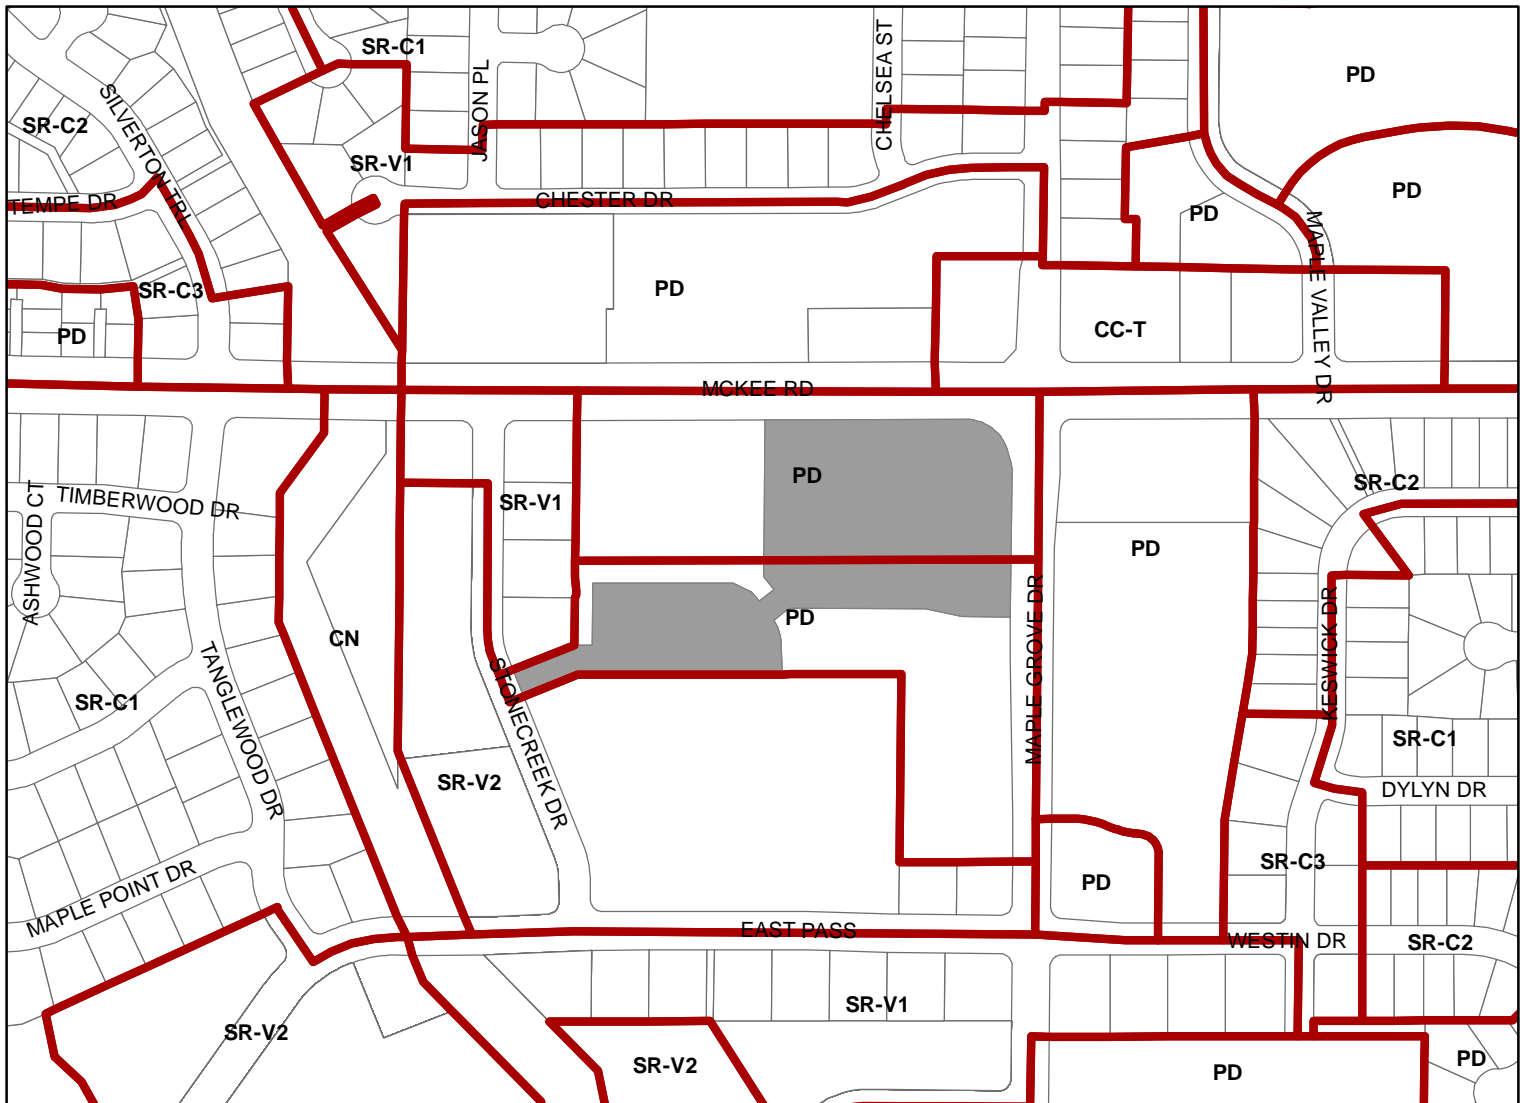 SR-C1
PD
CHELSEA ST
JASON PL
SR-C2
SILVERTON TRL
SR-V1
PD
TEMPE DR
CHESTER DR
PD
MAPLE VALLEY DR
SR-C3
PD
PD
CC-T
MCKEE RD
PD
SR-C2
SR-V1
TIMBERWOOD DR
ASHWOOD CT
PD
PD
CN
MAPLE GROVE DR
KESWICK DR
STONECREEK DR
TANGLEWOOD DR
SR-C1
SR-C1
SR-V2
DYLYN DR
SR-C3
PD
MAPLE POINT DR
EAST PASS
WESTIN DR
SR-C2
SR-V1
SR-V2
SR-V2
PD
PD